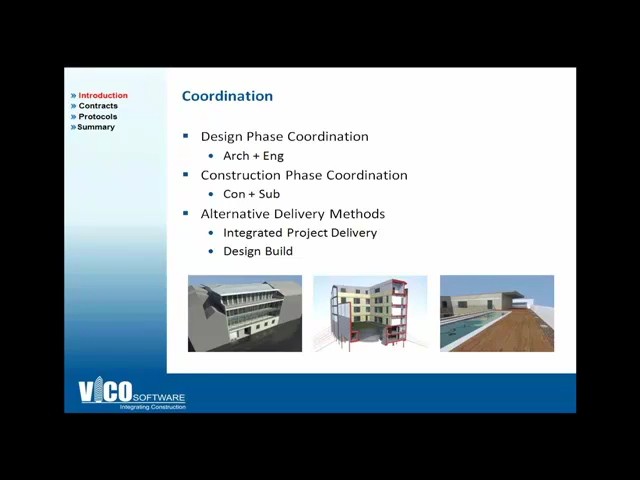 Introduction
Contracts
Protocols
Summary
Coordination
Design Phase Coordination
Arch + Eng
Construction Phase Coordination
Con + Sub
Alternative Delivery Methods
Integrated Project Delivery
Design Build
VICO SOFTWARE
Integrating Construction